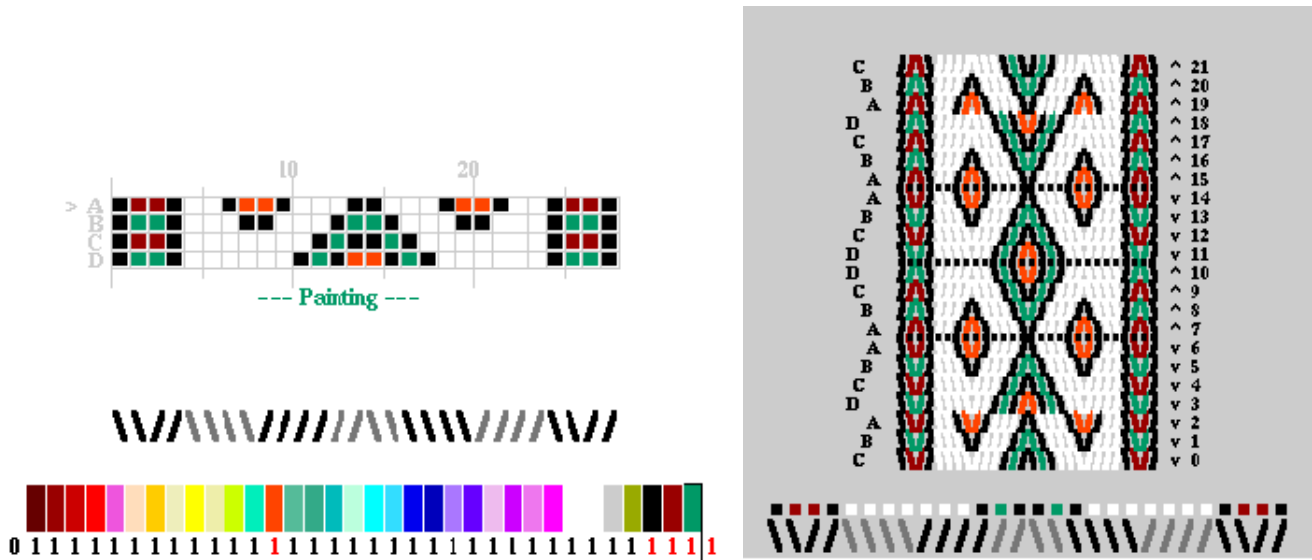 10 20
> A
B
C
D
--- Painting ---
0 1 1 1 1 1 1 1 1 1 1 1 1 1 1 1 1 1 1 1 1 1 1 1 1 1 1 1 1 1 1 1 1 1 1 1
C ^ 21
B ^ 20
A ^ 19
D ^ 18
C ^ 17
B ^ 16
A ^ 15
A v 14
B v 13
C v 12
D v 11
D ^ 10
C ^ 9
B ^ 8
A ^ 7
A v 6
B v 5
C v 4
D v 3
A v 2
B v 1
C v 0